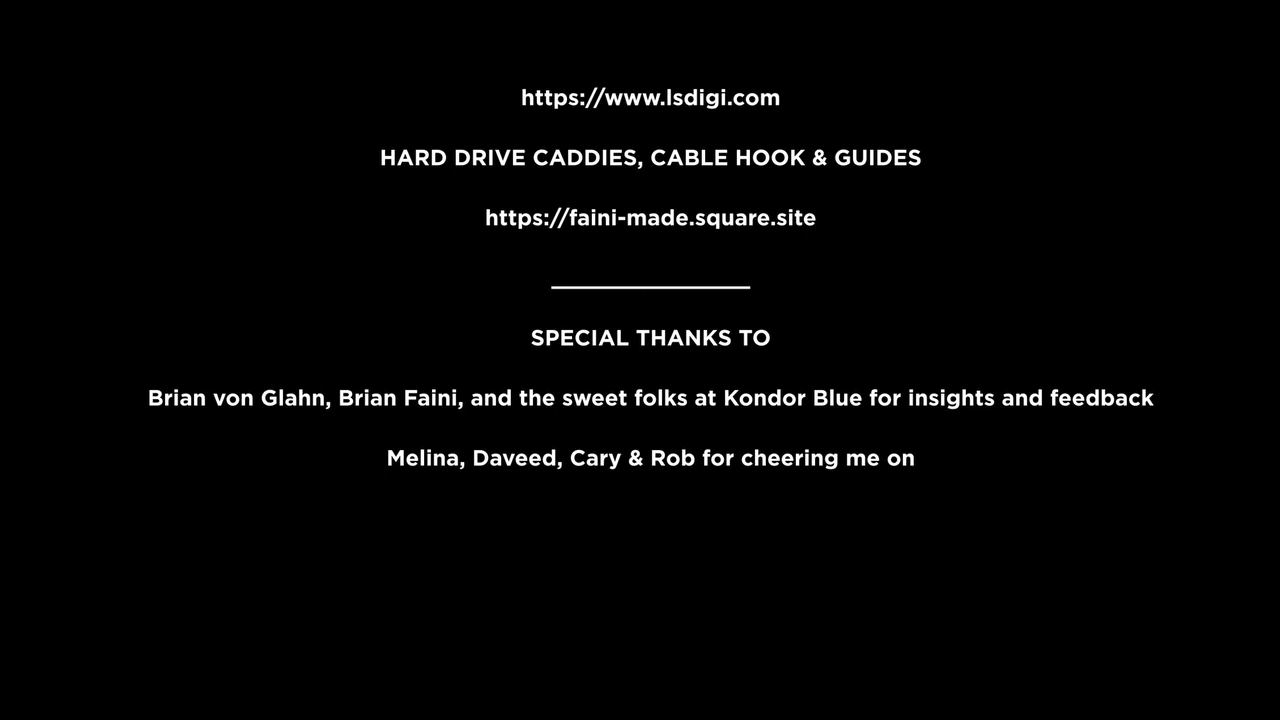 https://www.lsdigi.com
HARD DRIVE CADDIES, CABLE HOOK & GUIDES
https://faini-made.square.site
SPECIAL THANKS TO
Brian von Glahn, Brian Faini, and the sweet folks at Kondor Blue for insights and feedback
Melina, Daveed, Cary & Rob for cheering me on